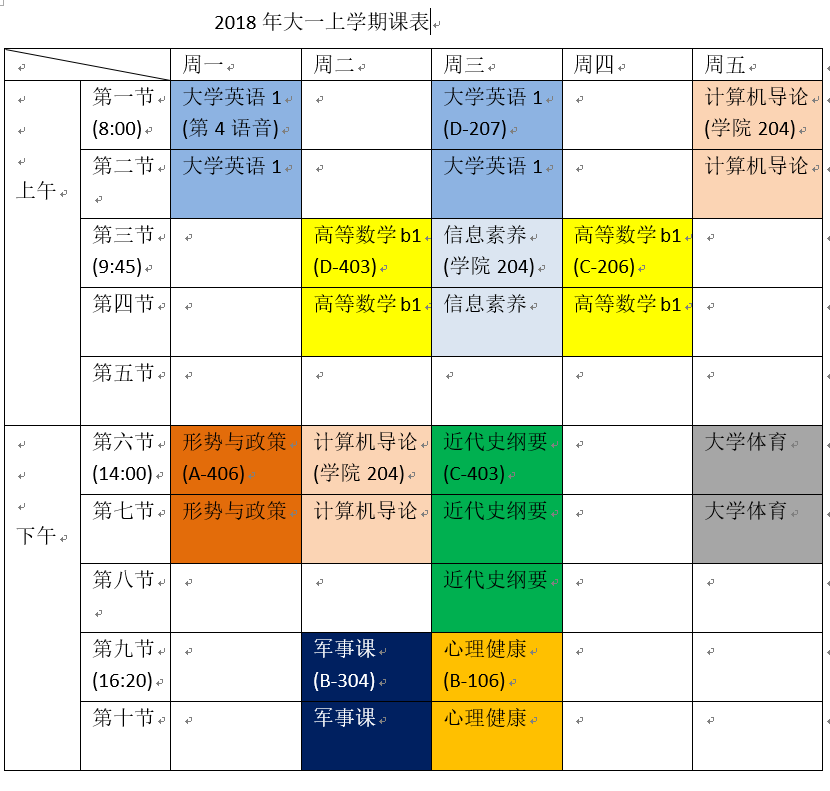 2018 年大一上学期课表
周一 周二 周三 周四 周五
第一节 大学英语 1 大学英语 1 计算机导论
(8:00) (第 4 语音) (D-207) (学院 204)
第二节 大学英语 1 大学英语 1 计算机导论
上午
第三节 高等数学 b1 信息素养 高等数学 b1
(9:45) (D-403) (学院 204) (C-206)
第四节 高等数学 b1 信息素养 高等数学 b1
第五节
第六节 形势与政策 计算机导论 近代史纲要 大学体育
(14:00) (A-406) (学院 204) (C-403)
第七节 形势与政策 计算机导论 近代史纲要 大学体育
下午
第八节 近代史纲要
第九节 军事课 心理健康
(16:20) (B-304) (B-106)
第十节 军事课 心理健康